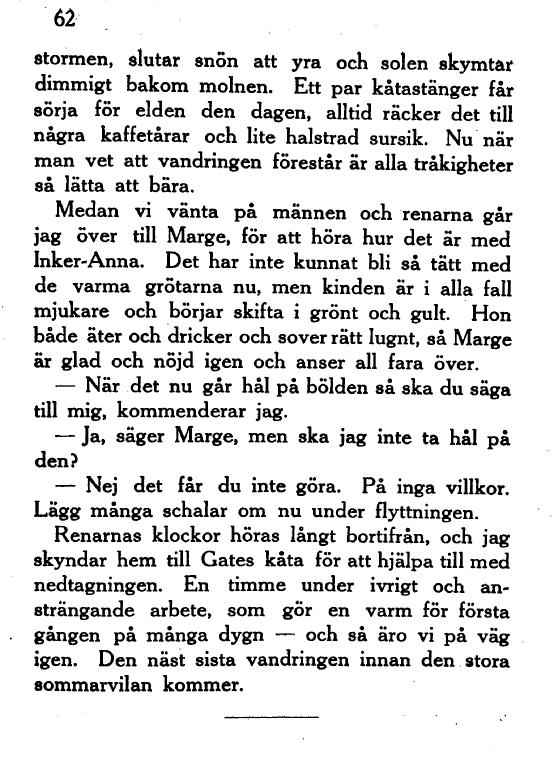 62
stormen, slutar snön att yra och solen skymtar
dimmigt bakom molnen. Ett par kåtastänger får
sörja för elden den dagen, alltid räcker det till
några kaffetårar och lite halstrad sursik. Nu när
man vet att vandringen förestår är alla tråkigheter
så lätta att bära.
Medan vi vänta på männen och renarna går
jag över till Marge, för att höra hur det är med
Inker-Anna. Det har inte kunnat bli så tätt med
de varma grötarna nu, men kinden är i alla fall
mjukare och börjar skifta i grönt och gult. Hon
både äter och dricker och sover rätt lugnt, så Marge
är glad och nöjd igen och anser all fara över.
— När det nu går hål på bölden så ska du säga
till mig, kommenderar jag.
— Ja, säger Marge, men ska jag inte ta hål på
den?
— Nej det får du inte göra. På inga villkor.
Lägg många schalar om nu under flyttningen.
Renarnas klockor höras långt bortifrån, och jag
skyndar hem till Gates kåta för att hjälpa till med
nedtagningen. En timme under ivrigt och an-
strängande arbete, som gör en varm för första
gången på många dygn — och så äro vi på väg
igen. Den näst sista vandringen innan den stora
sommarvilan kommer.